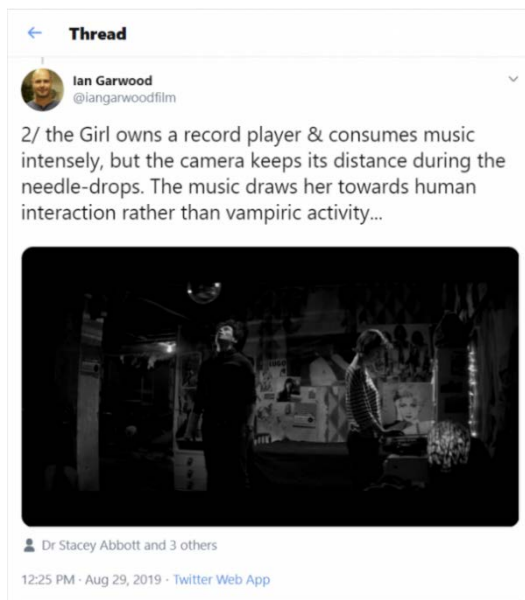 Thread
Ian Garwood
@iangarwoodfilm
2/ the Girl owns a record player & consumes music
intensely, but the camera keeps its distance during the
needle-drops. The music draws her towards human
interaction rather than vampiric activity...
Dr Stacey Abbott and 3 others
12:25 PM · Aug 29, 2019 · Twitter Web App